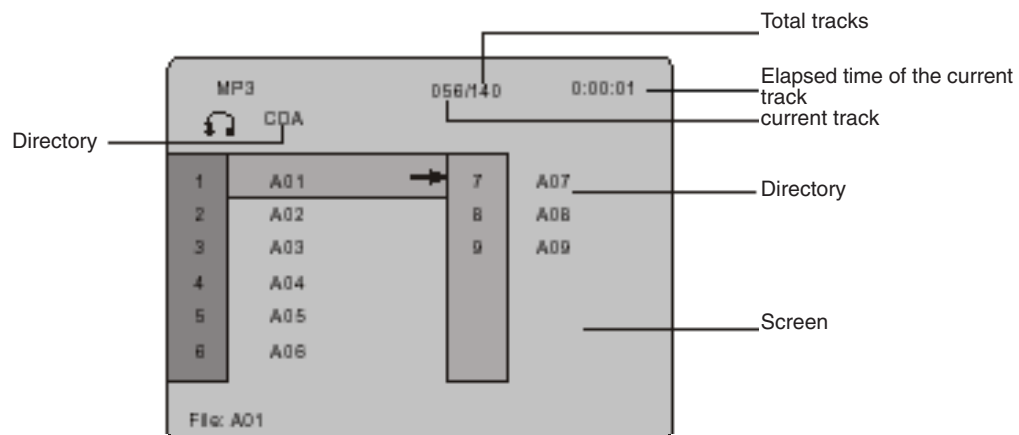 Total tracks
MP3
056/140
0:00:01
Elapsed time of the current
track
current track
CDA
Directory
1 A01
2 A02
3 A03
4 A04
5 A05
6 A06
7 A07
8 A08
9 A09
Directory
Screen
File: A01